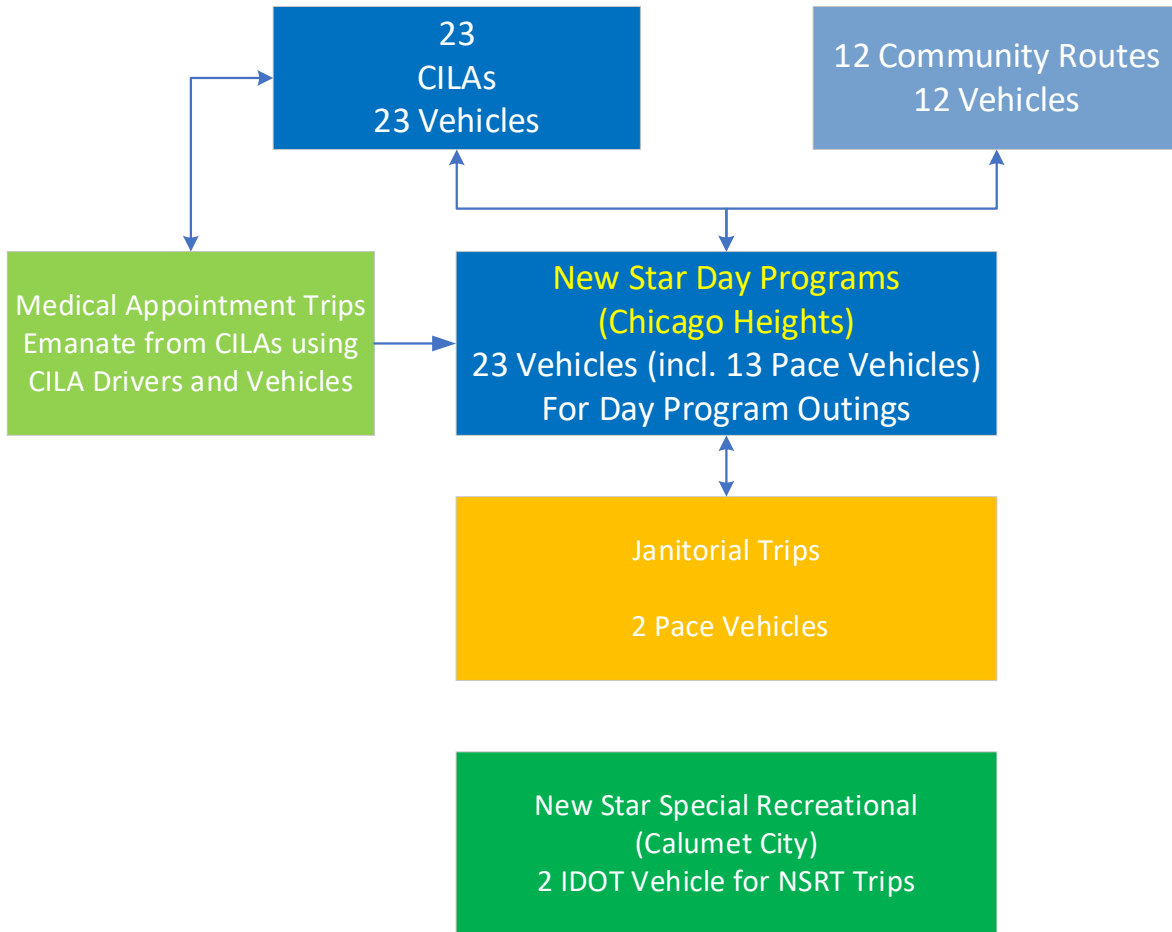 23
CILAs
23 Vehicles
12 Community Routes
12 Vehicles
Medical Appointment Trips
Emanate from CILAs using
CILA Drivers and Vehicles
New Star Day Programs
(Chicago Heights)
23 Vehicles (incl. 13 Pace Vehicles)
For Day Program Outings
Janitorial Trips
2 Pace Vehicles
New Star Special Recreational
(Calumet City)
2 IDOT Vehicle for NSRT Trips